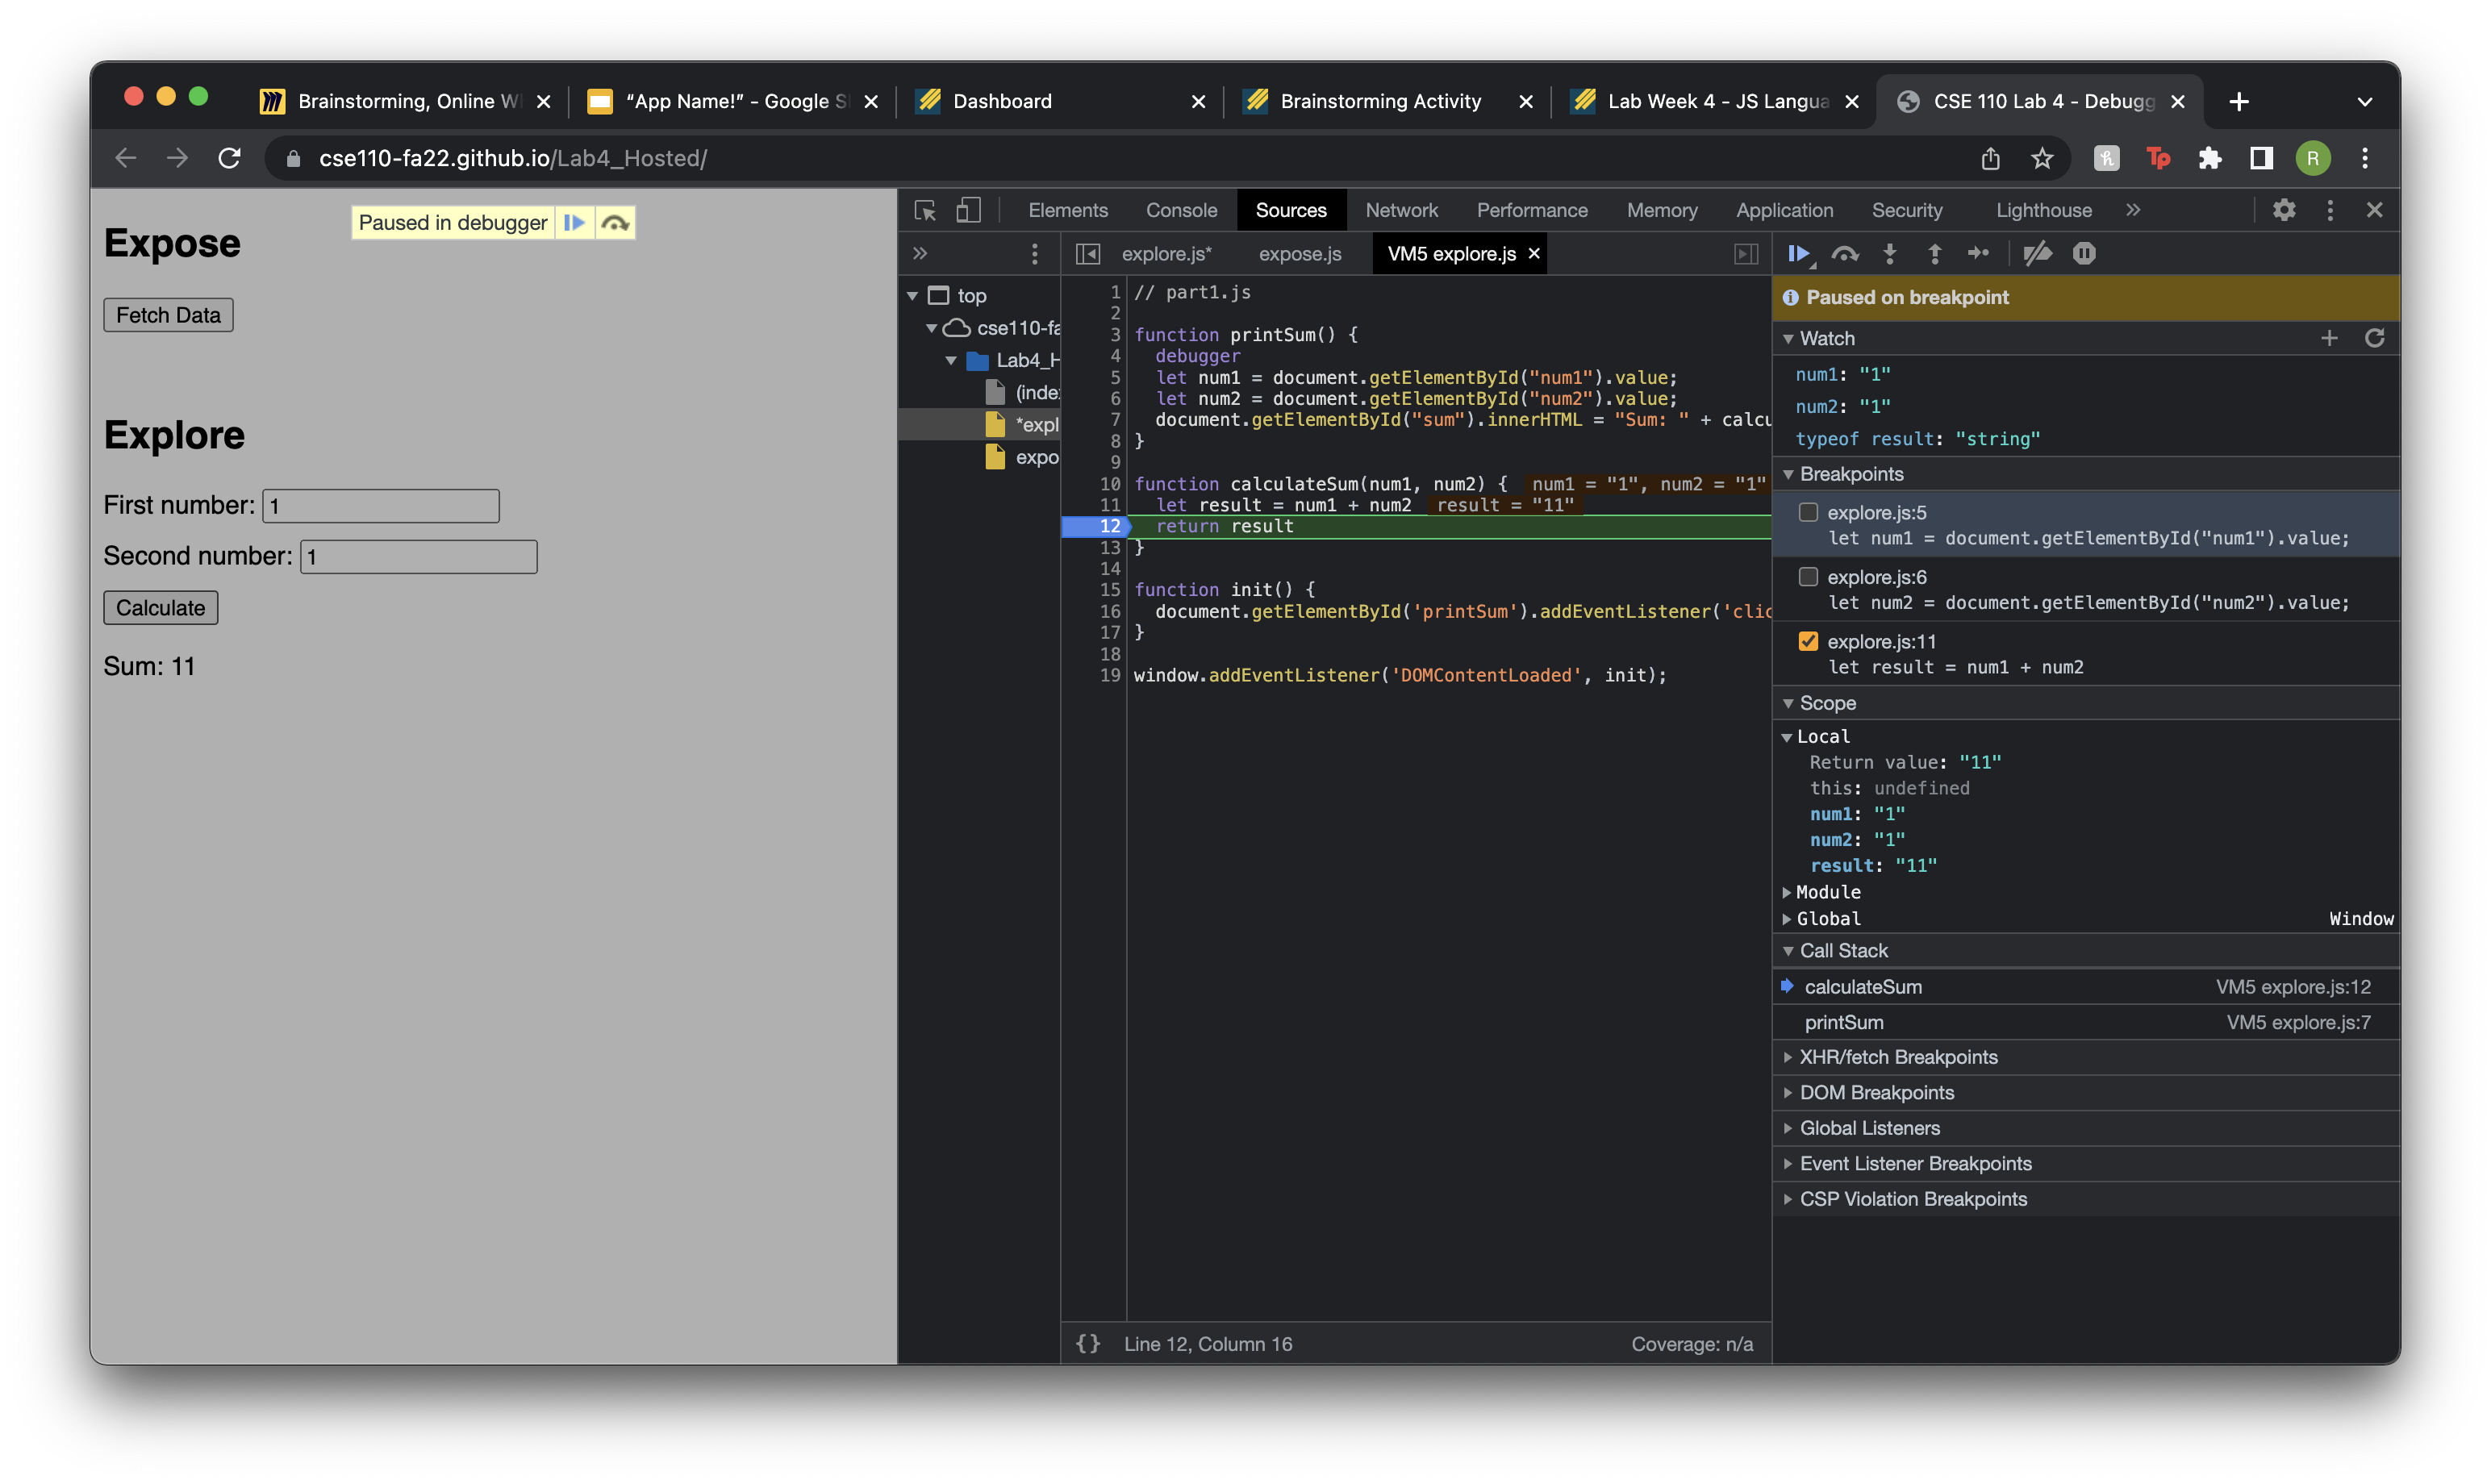 Brainstorming, Online W
“App Name!” - Google S
Dashboard
Brainstorming Activity
Lab Week 4 - JS Langua
CSE 110 Lab 4 - Debugg
cse110-fa22.github.io/Lab4_Hosted/
R
Expose
Paused in debugger
Fetch Data
Explore
First number: 1
Second number: 1
Calculate
Sum: 11
Elements Console Sources Network Performance Memory Application Security Lighthouse
explore.js* expose.js VM5 explore.js
top
cse110-fa
Lab4_H
(inde
*expl
expo
1 // part1.js
2
3 function printSum() {
4 debugger
5 let num1 = document.getElementById("num1").value;
6 let num2 = document.getElementById("num2").value;
7 document.getElementById("sum").innerHTML = "Sum: " + calcu
8 }
9
10 function calculateSum(num1, num2) { num1 = "1", num2 = "1"
11 let result = num1 + num2 result = "11"
12 return result
13 }
14
15 function init() {
16 document.getElementById('printSum').addEventListener('clic
17 }
18
19 window.addEventListener('DOMContentLoaded', init);
{} Line 12, Column 16
Coverage: n/a
Paused on breakpoint
Watch
num1: "1"
num2: "1"
typeof result: "string"
Breakpoints
explore.js:5
let num1 = document.getElementById("num1").value;
explore.js:6
let num2 = document.getElementById("num2").value;
explore.js:11
let result = num1 + num2
Scope
Local
Return value: "11"
this: undefined
num1: "1"
num2: "1"
result: "11"
Module
Global Window
Call Stack
calculateSum VM5 explore.js:12
printSum VM5 explore.js:7
XHR/fetch Breakpoints
DOM Breakpoints
Global Listeners
Event Listener Breakpoints
CSP Violation Breakpoints